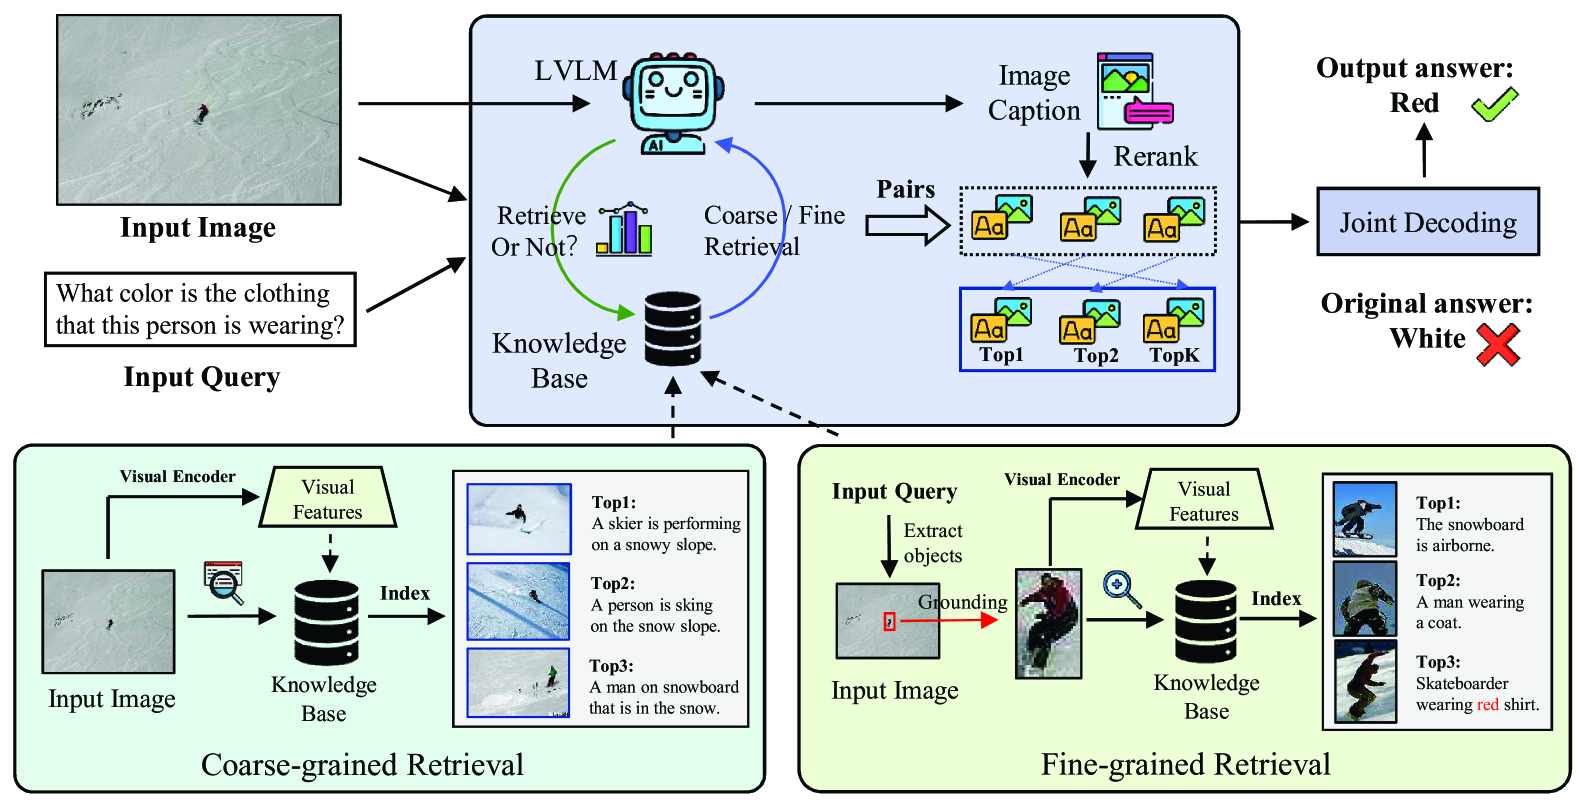 Input Image
What color is the clothing
that this person is wearing?
Input Query
LVLM
AI
Image
Caption
Rerank
Retrieve
Or Not?
Coarse / Fine
Retrieval
Knowledge
Base
Pairs
Aa
Aa
Aa
Aa
Aa
Aa
Top1
Top2
TopK
Output answer:
Red
Joint Decoding
Original answer:
White
Visual Encoder
Visual
Features
Input Image
Knowledge
Base
Index
Top1:
A skier is performing
on a snowy slope.
Top2:
A person is sking
on the snow slope.
Top3:
A man on snowboard
that is in the snow.
Coarse-grained Retrieval
Input Query
Extract
objects
Grounding
Input Image
Visual Encoder
Visual
Features
Knowledge
Base
Index
Top1:
The snowboard
is airborne.
Top2:
A man wearing
a coat.
Top3:
Skateboarder
wearing red shirt.
Fine-grained Retrieval